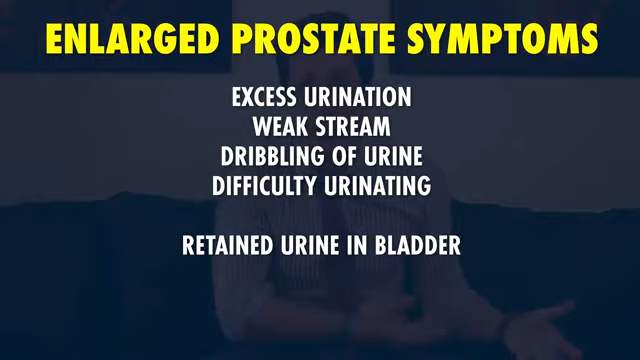 ENLARGED PROSTATE SYMPTOMS
EXCESS URINATION
WEAK STREAM
DRIBBLING OF URINE
DIFFICULTY URINATING
RETAINED URINE IN BLADDER